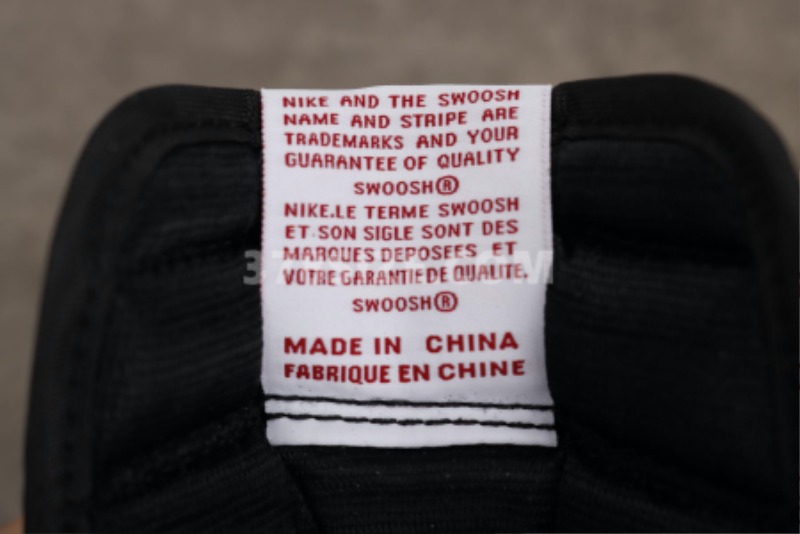 NIKE AND THE SWOOSH
NAME AND STRIPE ARE
TRADEMARKS AND YOUR
GUARANTEE OF QUALITY
SWOOSH®
NIKE.LE TERME SWOOSH
ET.SON SIGLE SONT DES
MARQUES DEPOSEES ET
VOTRE GARANTIE DE QUALITE.
SWOOSH®
MADE IN CHINA
FABRIQUE EN CHINE